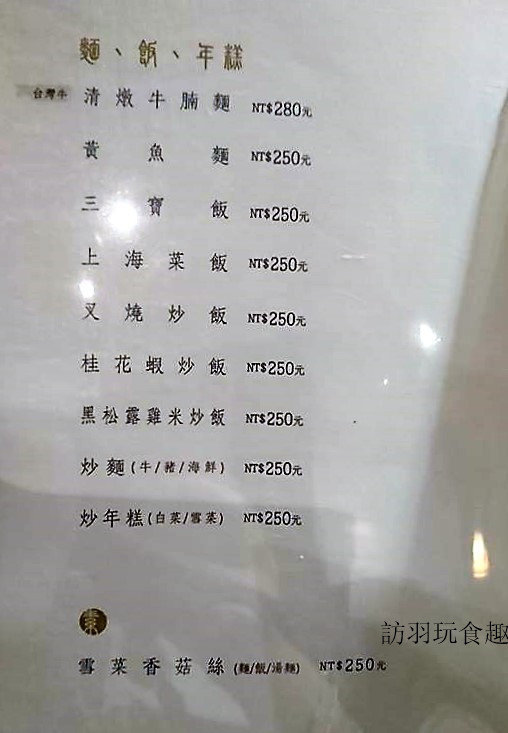 麵、飯、年糕
台灣牛 清燉牛腩麵 NT$280元
黃魚麵 NT$250元
三寶飯 NT$250元
上海菜飯 NT$250元
叉燒炒飯 NT$250元
桂花蝦炒飯 NT$250元
黑松露雞米炒飯 NT$250元
炒麵(牛/豬/海鮮) NT$250元
炒年糕(白菜/雪菜) NT$250元
素
訪羽玩食趣
雪菜香菇絲(麵/飯/湯麵) NT$250元